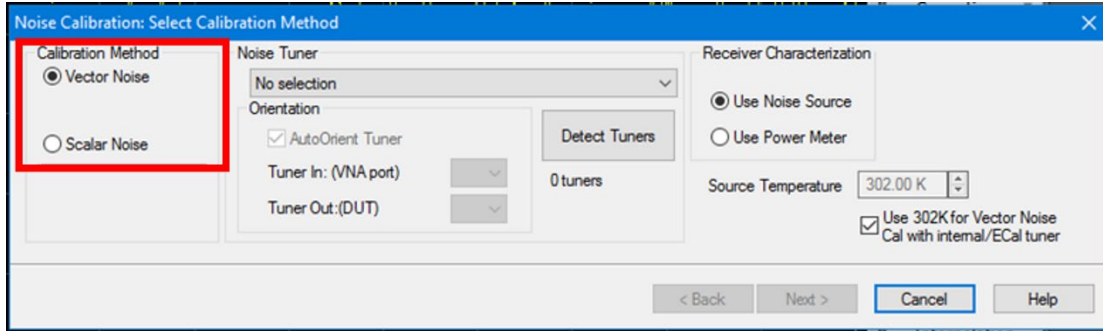 Noise Calibration: Select Calibration Method
Calibration Method
Vector Noise
Scalar Noise
Noise Tuner
No selection
Orientation
AutoOrient Tuner
Tuner In: (VNA port)
Tuner Out:(DUT)
Detect Tuners
0 tuners
Receiver Characterization
Use Noise Source
Use Power Meter
Source Temperature
302.00 K
Use 302K for Vector Noise
Cal with internal/ECal tuner
< Back
Next >
Cancel
Help